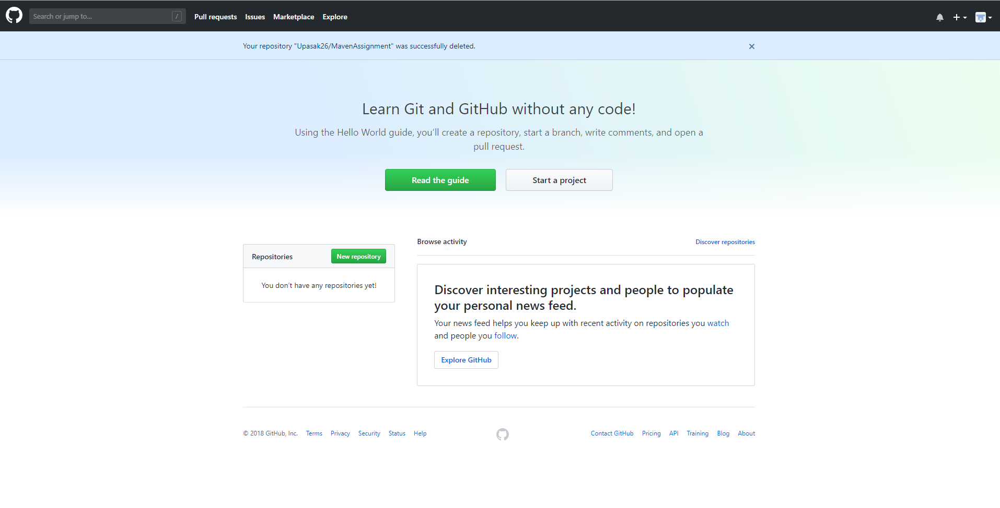 Search or jump to...
/
Pull requests
Issues
Marketplace
Explore
Your repository "Upasak26/MavenAssignment" was successfully deleted.
Learn Git and GitHub without any code!
Using the Hello World guide, you’ll create a repository, start a branch, write comments, and open a
pull request.
Read the guide
Start a project
Repositories
New repository
You don’t have any repositories yet!
Browse activity
Discover repositories
Discover interesting projects and people to populate
your personal news feed.
Your news feed helps you keep up with recent activity on repositories you watch
and people you follow.
Explore GitHub
© 2018 GitHub, Inc.
Terms
Privacy
Security
Status
Help
Contact GitHub
Pricing
API
Training
Blog
About